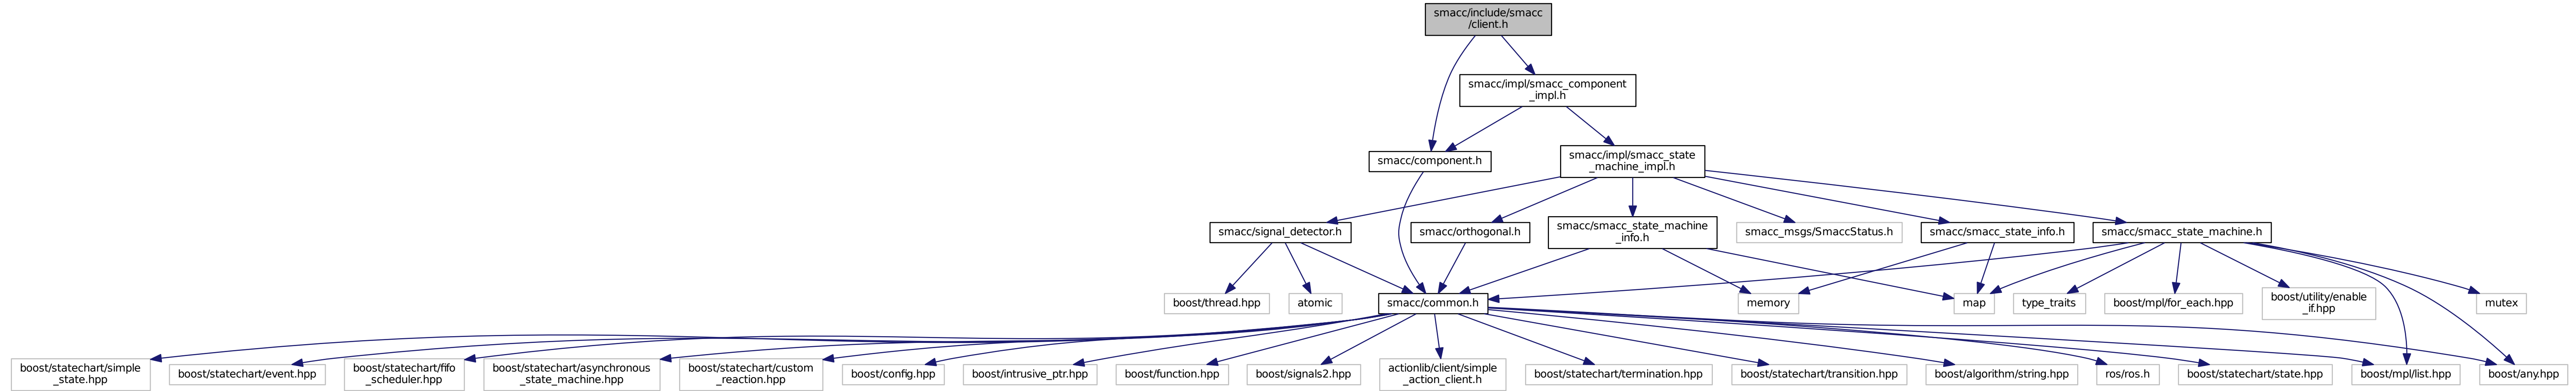 smacc/include/smacc
/client.h
smacc/impl/smacc_component
_impl.h
smacc/component.h
smacc/impl/smacc_state
_machine_impl.h
smacc/signal_detector.h
smacc/orthogonal.h
smacc/smacc_state_machine
_info.h
smacc_msgs/SmaccStatus.h
smacc/smacc_state_info.h
smacc/smacc_state_machine.h
boost/thread.hpp
atomic
smacc/common.h
memory
map
type_traits
boost/mpl/for_each.hpp
boost/utility/enable
_if.hpp
mutex
boost/statechart/simple
_state.hpp
boost/statechart/event.hpp
boost/statechart/fifo
_scheduler.hpp
boost/statechart/asynchronous
_state_machine.hpp
boost/statechart/custom
_reaction.hpp
boost/config.hpp
boost/intrusive_ptr.hpp
boost/function.hpp
boost/signals2.hpp
actionlib/client/simple
_action_client.h
boost/statechart/termination.hpp
boost/statechart/transition.hpp
boost/algorithm/string.hpp
ros/ros.h
boost/statechart/state.hpp
boost/mpl/list.hpp
boost/any.hpp